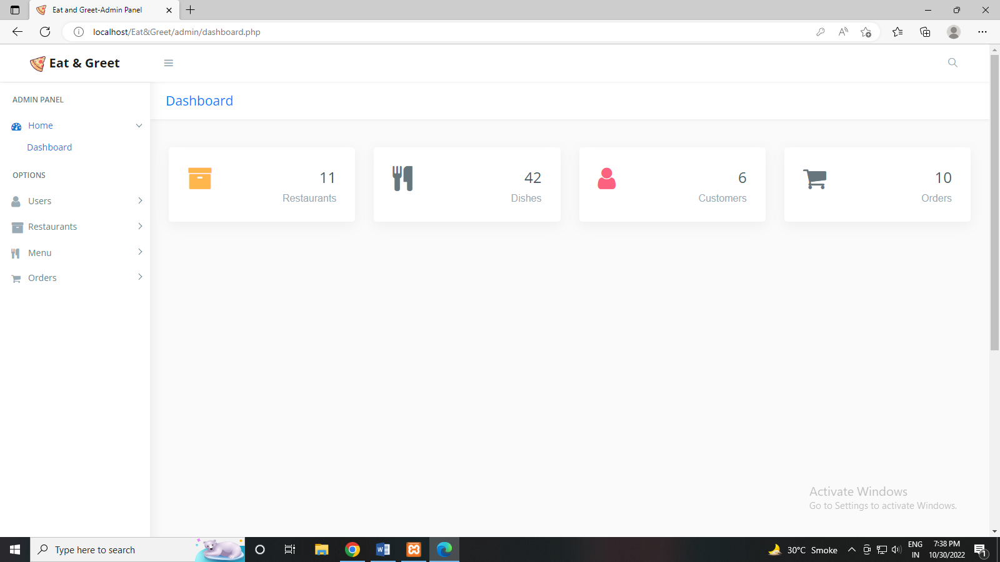 Eat and Greet-Admin Panel
localhost/Eat&Greet/admin/dashboard.php
Eat & Greet
ADMIN PANEL
Home
Dashboard
OPTIONS
Users
Restaurants
Menu
Orders
Dashboard
11
Restaurants
42
Dishes
6
Customers
10
Orders
Activate Windows
Go to Settings to activate Windows.
Type here to search
30°C Smoke
ENG
IN
7:38 PM
10/30/2022
1